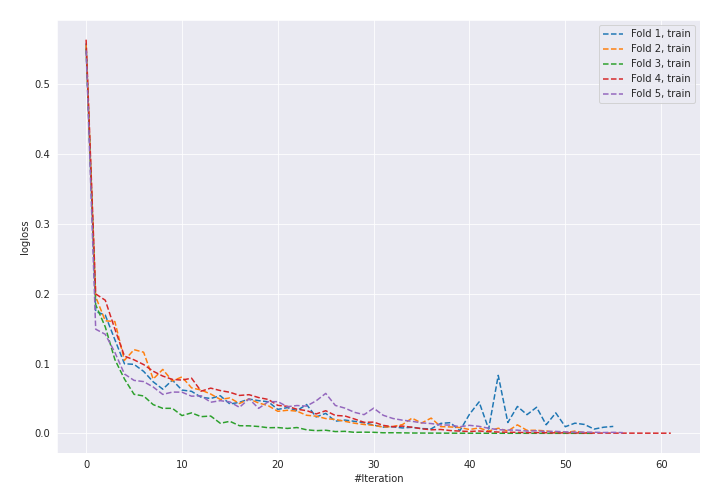 Fold 1, train
Fold 2, train
Fold 3, train
Fold 4, train
Fold 5, train
0.5
0.4
0.3
0.2
0.1
0.0
logloss
0
10
20
30
40
50
60
#Iteration